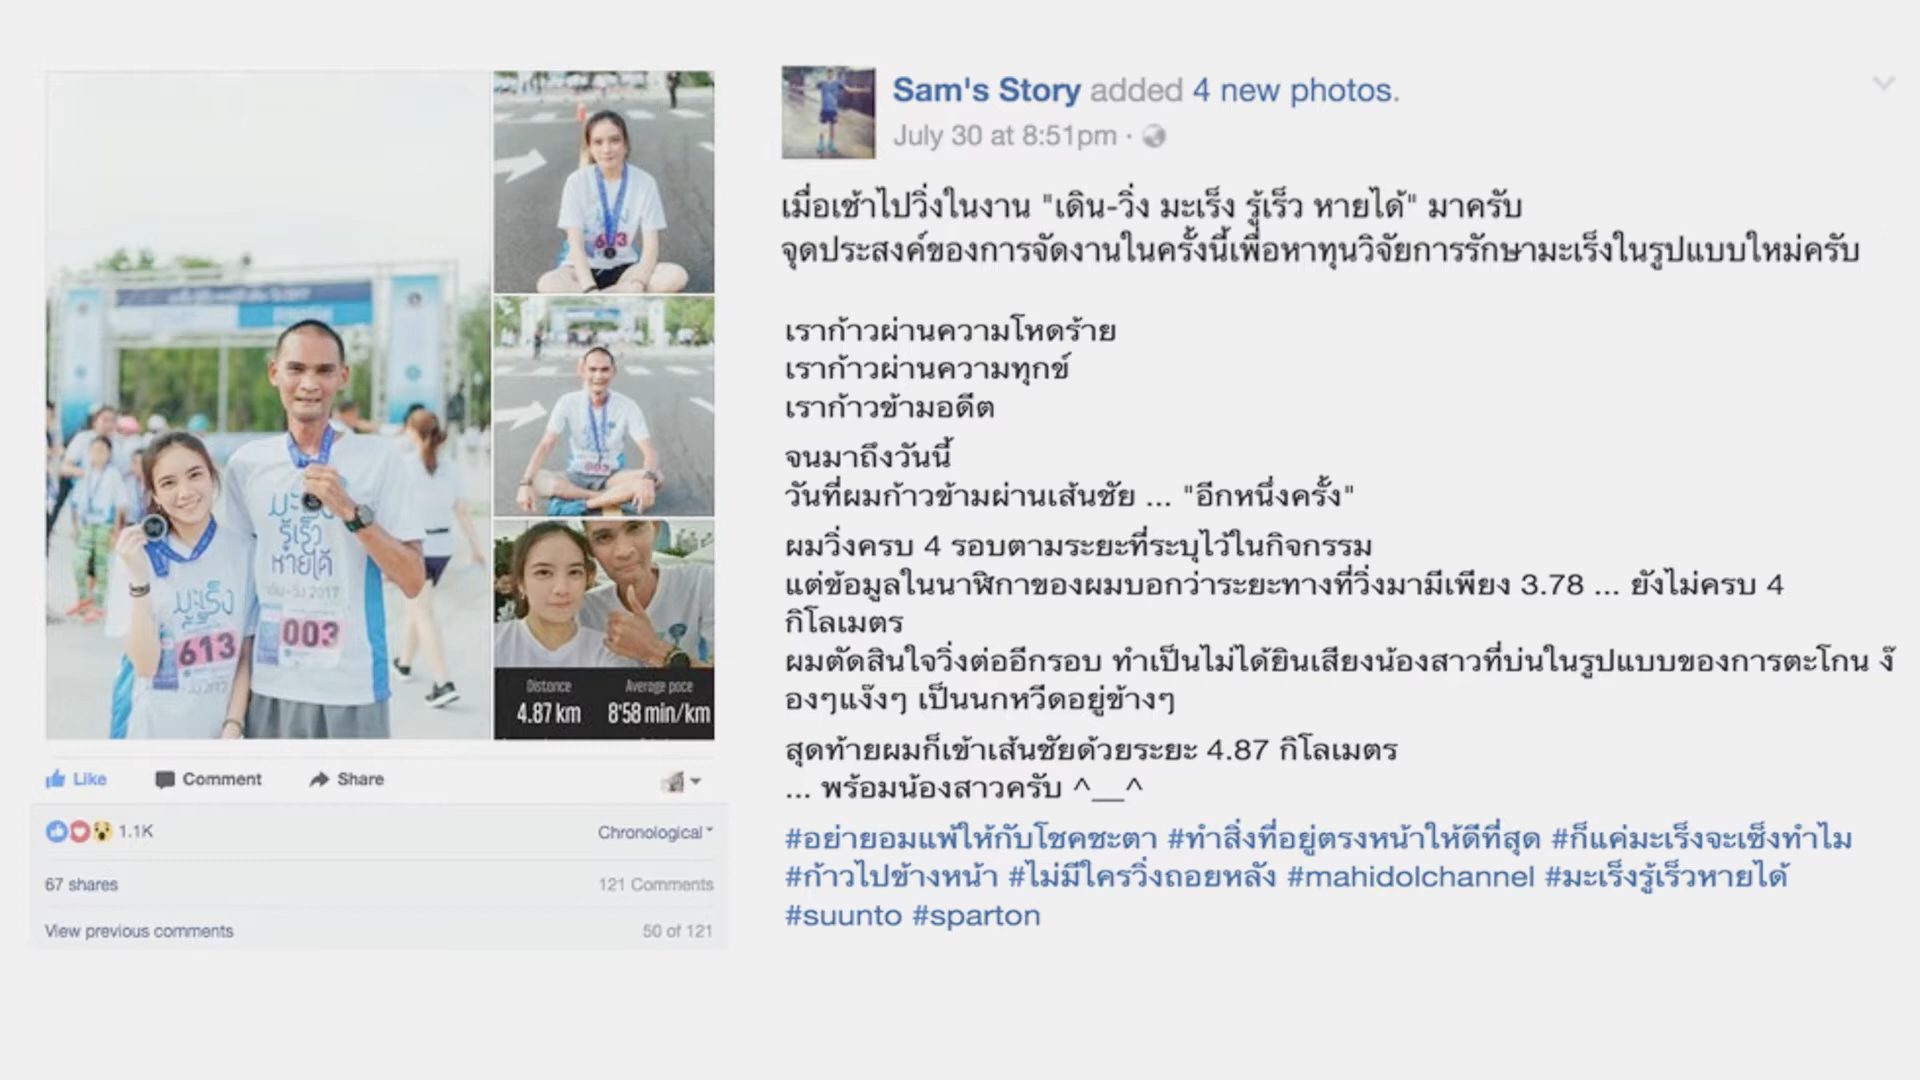 Sam's Story added 4 new photos.
July 30 at 8:51pm ·
เมื่อเช้าไปวิ่งในงาน "เดิน-วิ่ง มะเร็ง รู้เร็ว หายได้" มาครับ
จุดประสงค์ของการจัดงานในครั้งนี้เพื่อหาทุนวิจัยการรักษามะเร็งในรูปแบบใหม่ครับ
เราก้าวผ่านความโหดร้าย
เราก้าวผ่านความทุกข์
เราก้าวข้ามอดีต
จนมาถึงวันนี้
วันที่ผมก้าวข้ามผ่านเส้นชัย ... "อีกหนึ่งครั้ง"
ผมวิ่งครบ 4 รอบตามระยะที่ระบุไว้ในกิจกรรม
แต่ข้อมูลในนาฬิกาของผมบอกว่าระยะทางที่วิ่งมามีเพียง 3.78 ... ยังไม่ครบ 4
กิโลเมตร
ผมตัดสินใจวิ่งต่ออีกรอบ ทำเป็นไม่ได้ยินเสียงน้องสาวที่บ่นในรูปแบบของการตะโกน ง๊
องๆแง๊งๆ เป็นนกหวีดอยู่ข้างๆ
สุดท้ายผมก็เข้าเส้นชัยด้วยระยะ 4.87 กิโลเมตร
... พร้อมน้องสาวครับ ^__^
#อย่ายอมแพ้ให้กับโชคชะตา #ทำสิ่งที่อยู่ตรงหน้าให้ดีที่สุด #ก็แค่มะเร็งจะเซ็งทำไม
#ก้าวไปข้างหน้า #ไม่มีใครวิ่งถอยหลัง #mahidolchannel #มะเร็งรู้เร็วหายได้
#suunto #sparton
มะเร็ง
รู้เร็ว
หายได้
เดิน-วิ่ง 2017
003
มะเร็ง
613
613
003
Distance Average pace
4.87 km 8'58 min/km
Like Comment Share
1.1K Chronological
67 shares 121 Comments
View previous comments 50 of 121